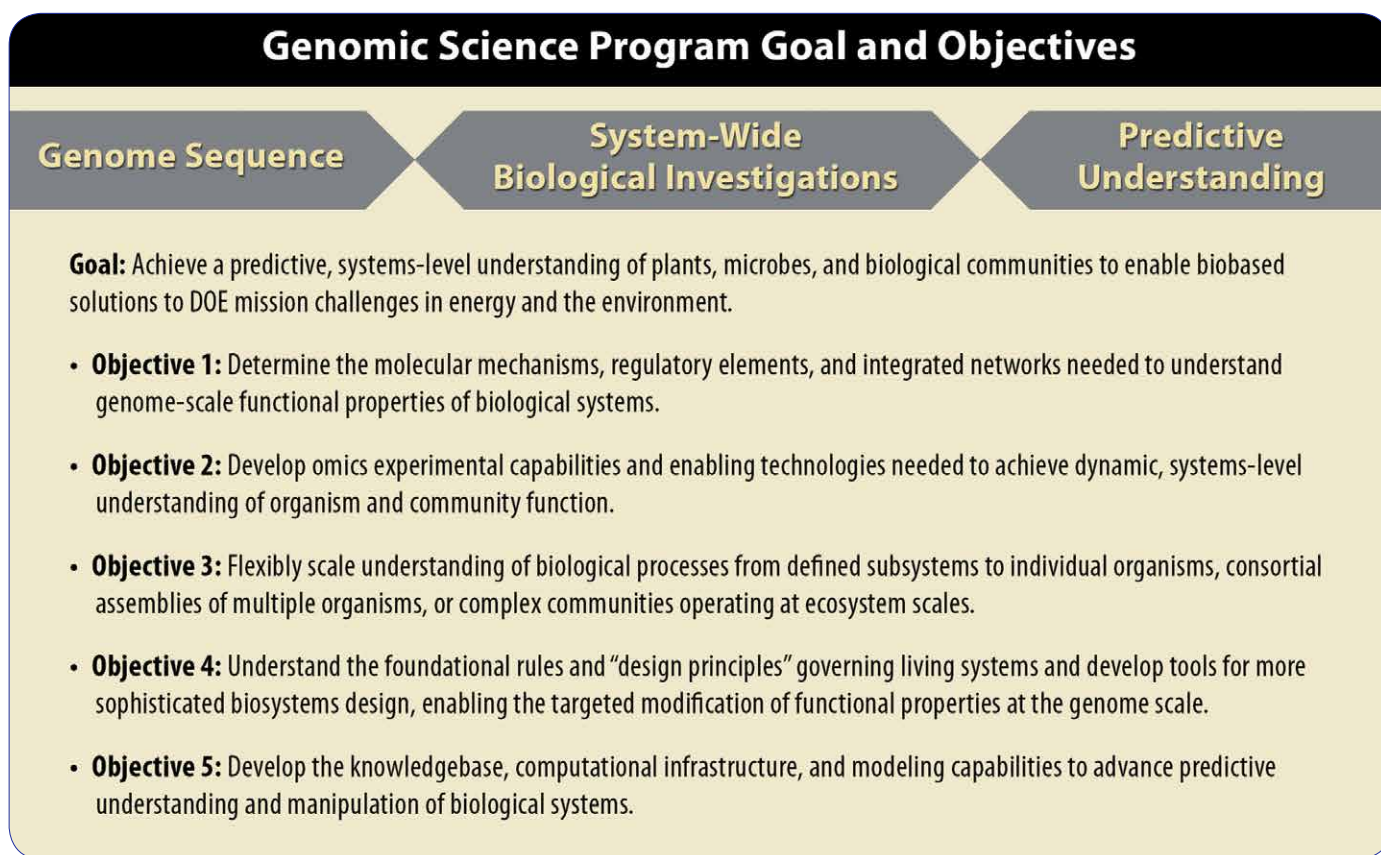 Genomic Science Program Goal and Objectives
Genome Sequence
System-Wide
Biological Investigations
Predictive
Understanding
Goal: Achieve a predictive, systems-level understanding of plants, microbes, and biological communities to enable biobased
solutions to DOE mission challenges in energy and the environment.
• Objective 1: Determine the molecular mechanisms, regulatory elements, and integrated networks needed to understand
genome-scale functional properties of biological systems.
• Objective 2: Develop omics experimental capabilities and enabling technologies needed to achieve dynamic, systems-level
understanding of organism and community function.
• Objective 3: Flexibly scale understanding of biological processes from defined subsystems to individual organisms, consortial
assemblies of multiple organisms, or complex communities operating at ecosystem scales.
• Objective 4: Understand the foundational rules and “design principles” governing living systems and develop tools for more
sophisticated biosystems design, enabling the targeted modification of functional properties at the genome scale.
• Objective 5: Develop the knowledgebase, computational infrastructure, and modeling capabilities to advance predictive
understanding and manipulation of biological systems.